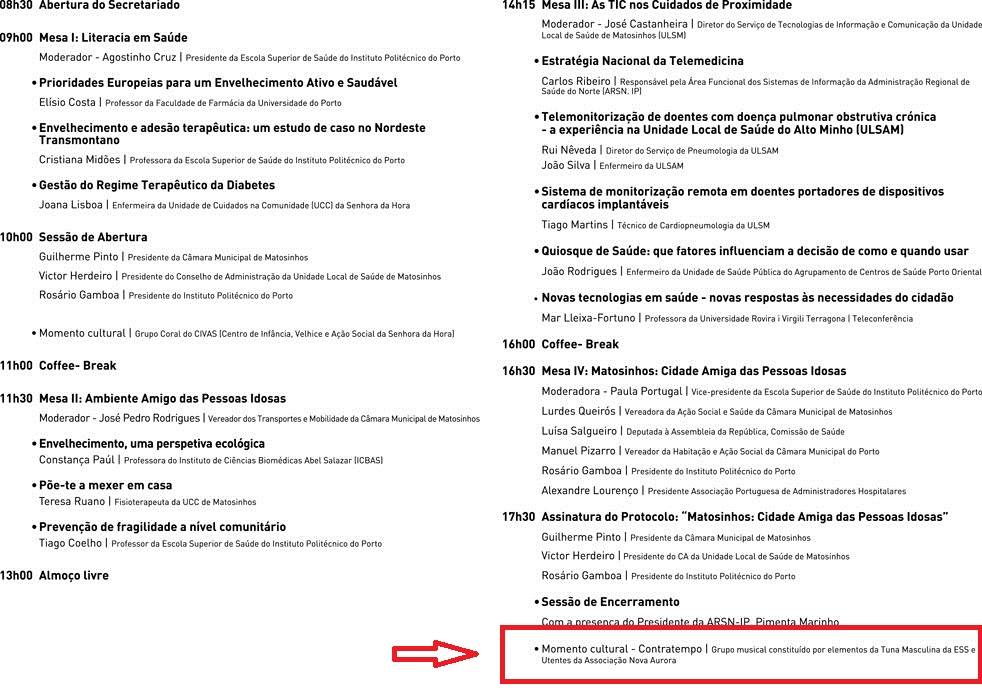 08h30 Abertura do Secretariado
09h00 Mesa I: Literacia em Saúde
Moderador - Agostinho Cruz | Presidente da Escola Superior de Saúde do Instituto Politécnico do Porto
• Prioridades Europeias para um Envelhecimento Ativo e Saudável
Elísio Costa | Professor da Faculdade de Farmácia da Universidade do Porto
• Envelhecimento e adesão terapêutica: um estudo de caso no Nordeste
Transmontano
Cristiana Midões | Professora da Escola Superior de Saúde do Instituto Politécnico do Porto
• Gestão do Regime Terapêutico da Diabetes
Joana Lisboa | Enfermeira da Unidade de Cuidados na Comunidade (UCC) da Senhora da Hora
10h00 Sessão de Abertura
Guilherme Pinto | Presidente da Câmara Municipal de Matosinhos
Victor Herdeiro | Presidente do Conselho de Administração da Unidade Local de Saúde de Matosinhos
Rosário Gamboa | Presidente do Instituto Politécnico do Porto
• Momento cultural | Grupo Coral do CIVAS (Centro de Infância, Velhice e Ação Social da Senhora da Hora)
11h00 Coffee- Break
11h30 Mesa II: Ambiente Amigo das Pessoas Idosas
Moderador - José Pedro Rodrigues | Vereador dos Transportes e Mobilidade da Câmara Municipal de Matosinhos
• Envelhecimento, uma perspetiva ecológica
Constança Paúl | Professora do Instituto de Ciências Biomédicas Abel Salazar (ICBAS)
• Põe-te a mexer em casa
Teresa Ruano | Fisioterapeuta da UCC de Matosinhos
• Prevenção de fragilidade a nível comunitário
Tiago Coelho | Professor da Escola Superior de Saúde do Instituto Politécnico do Porto
13h00 Almoço livre
14h15 Mesa III: As TIC nos Cuidados de Proximidade
Moderador - José Castanheira | Diretor do Serviço de Tecnologias de Informação e Comunicação da Unidade
Local de Saúde de Matosinhos (ULSM)
• Estratégia Nacional da Telemedicina
Carlos Ribeiro | Responsável pela Área Funcional dos Sistemas de Informação da Administração Regional de
Saúde do Norte (ARSN. IP)
• Telemonitorização de doentes com doença pulmonar obstrutiva crónica
- a experiência na Unidade Local de Saúde do Alto Minho (ULSAM)
Rui Nêveda | Diretor do Serviço de Pneumologia da ULSAM
João Silva | Enfermeiro da ULSAM
• Sistema de monitorização remota em doentes portadores de dispositivos
cardíacos implantáveis
Tiago Martins | Técnico de Cardiopneumologia da ULSM
• Quiosque de Saúde: que fatores influenciam a decisão de como e quando usar
João Rodrigues | Enfermeiro da Unidade de Saúde Pública do Agrupamento de Centros de Saúde Porto Oriental
• Novas tecnologias em saúde - novas respostas às necessidades do cidadão
Mar Lleixa-Fortuno | Professora da Universidade Rovira i Virgili Terragona | Teleconferência
16h00 Coffee- Break
16h30 Mesa IV: Matosinhos: Cidade Amiga das Pessoas Idosas
Moderadora - Paula Portugal | Vice-presidente da Escola Superior de Saúde do Instituto Politécnico do Porto
Lurdes Queirós | Vereadora da Ação Social e Saúde da Câmara Municipal de Matosinhos
Luísa Salgueiro | Deputada à Assembleia da República, Comissão de Saúde
Manuel Pizarro | Vereador da Habitação e Ação Social da Câmara Municipal do Porto
Rosário Gamboa | Presidente do Instituto Politécnico do Porto
Alexandre Lourenço | Presidente Associação Portuguesa de Administradores Hospitalares
17h30 Assinatura do Protocolo: “Matosinhos: Cidade Amiga das Pessoas Idosas”
Guilherme Pinto | Presidente da Câmara Municipal de Matosinhos
Victor Herdeiro | Presidente do CA da Unidade Local de Saúde de Matosinhos
Rosário Gamboa | Presidente do Instituto Politécnico do Porto
• Sessão de Encerramento
Com a presença do Presidente da ARSN-IP, Pimenta Marinho
• Momento cultural - Contratempo | Grupo musical constituído por elementos da Tuna Masculina da ESS e
Utentes da Associação Nova Aurora